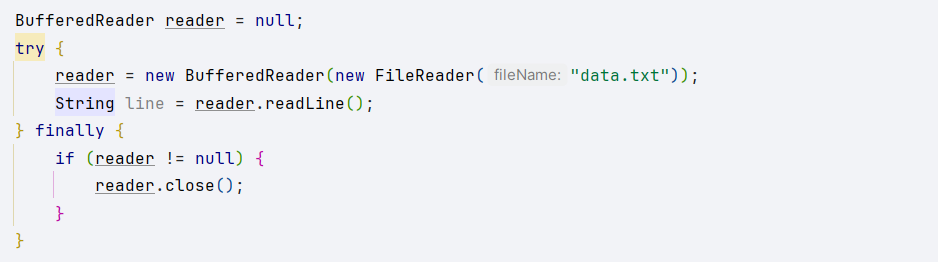 BufferedReader reader = null;
try {
    reader = new BufferedReader(new FileReader( fileName: "data.txt"));
    String line = reader.readLine();
} finally {
    if (reader != null) {
        reader.close();
    }
}